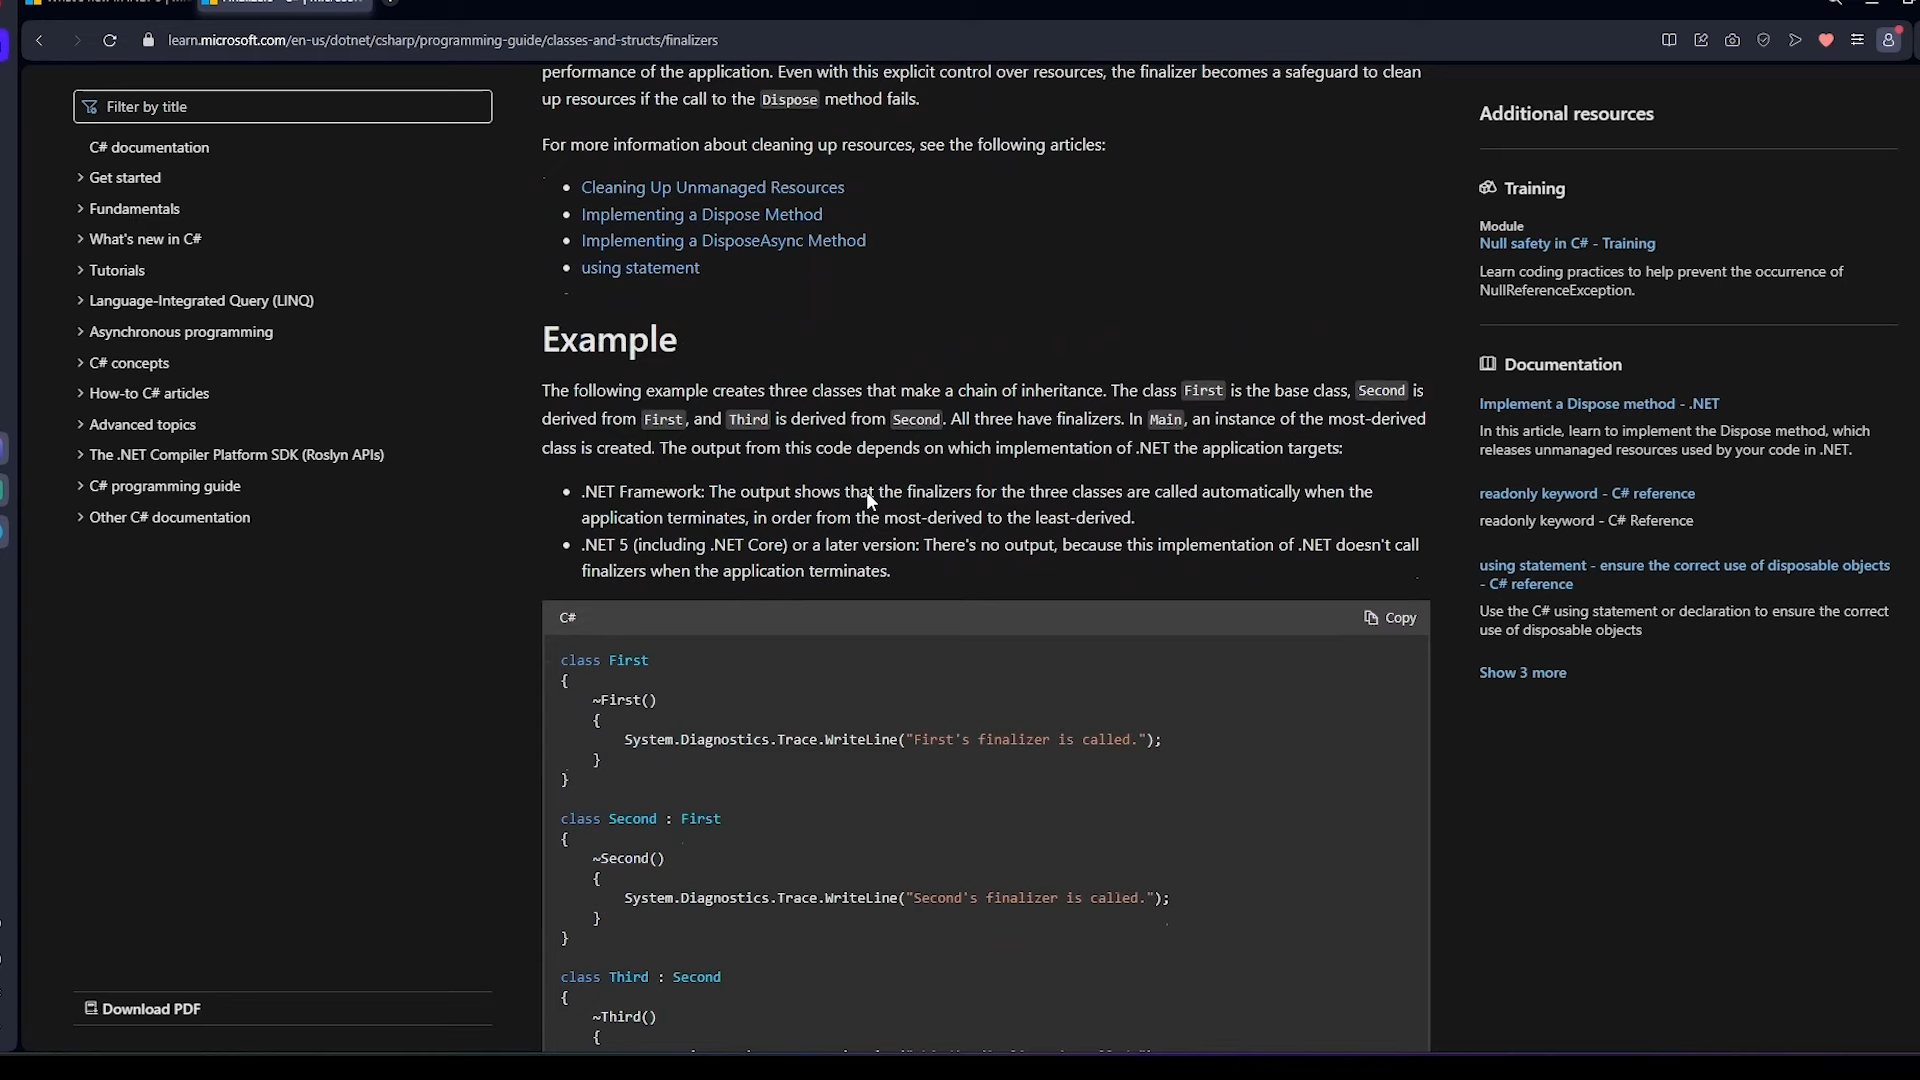 learn.microsoft.com/en-us/dotnet/csharp/programming-guide/classes-and-structs/finalizers
Filter by title
C# documentation
Get started
Fundamentals
What's new in C#
Tutorials
Language-Integrated Query (LINQ)
Asynchronous programming
C# concepts
How-to C# articles
Advanced topics
The .NET Compiler Platform SDK (Roslyn APIs)
C# programming guide
Other C# documentation
Download PDF
performance of the application. Even with this explicit control over resources, the finalizer becomes a safeguard to clean
up resources if the call to the Dispose method fails.
For more information about cleaning up resources, see the following articles:
• Cleaning Up Unmanaged Resources
• Implementing a Dispose Method
• Implementing a DisposeAsync Method
• using statement
Example
The following example creates three classes that make a chain of inheritance. The class First is the base class, Second is
derived from First, and Third is derived from Second. All three have finalizers. In Main, an instance of the most-derived
class is created. The output from this code depends on which implementation of .NET the application targets:
• .NET Framework: The output shows that the finalizers for the three classes are called automatically when the
application terminates, in order from the most-derived to the least-derived.
• .NET 5 (including .NET Core) or a later version: There's no output, because this implementation of .NET doesn't call
finalizers when the application terminates.
C#
Copy
class First
{
~First()
{
System.Diagnostics.Trace.WriteLine("First's finalizer is called.");
}
}
class Second : First
{
~Second()
{
System.Diagnostics.Trace.WriteLine("Second's finalizer is called.");
}
}
class Third : Second
{
~Third()
{
Additional resources
Training
Module
Null safety in C# - Training
Learn coding practices to help prevent the occurrence of
NullReferenceException.
Documentation
Implement a Dispose method - .NET
In this article, learn to implement the Dispose method, which
releases unmanaged resources used by your code in .NET.
readonly keyword - C# reference
readonly keyword - C# Reference
using statement - ensure the correct use of disposable objects
- C# reference
Use the C# using statement or declaration to ensure the correct
use of disposable objects
Show 3 more